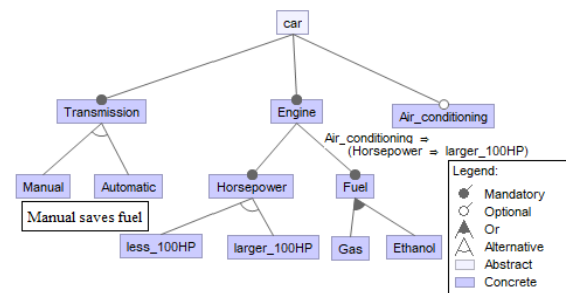 car
Transmission
Engine
Air_conditioning
Air_conditioning ⇒
(Horsepower ⇒ larger_100HP)
Manual
Automatic
Horsepower
Fuel
Manual saves fuel
less_100HP
larger_100HP
Gas
Ethanol
Legend:
Mandatory
Optional
Or
Alternative
Abstract
Concrete